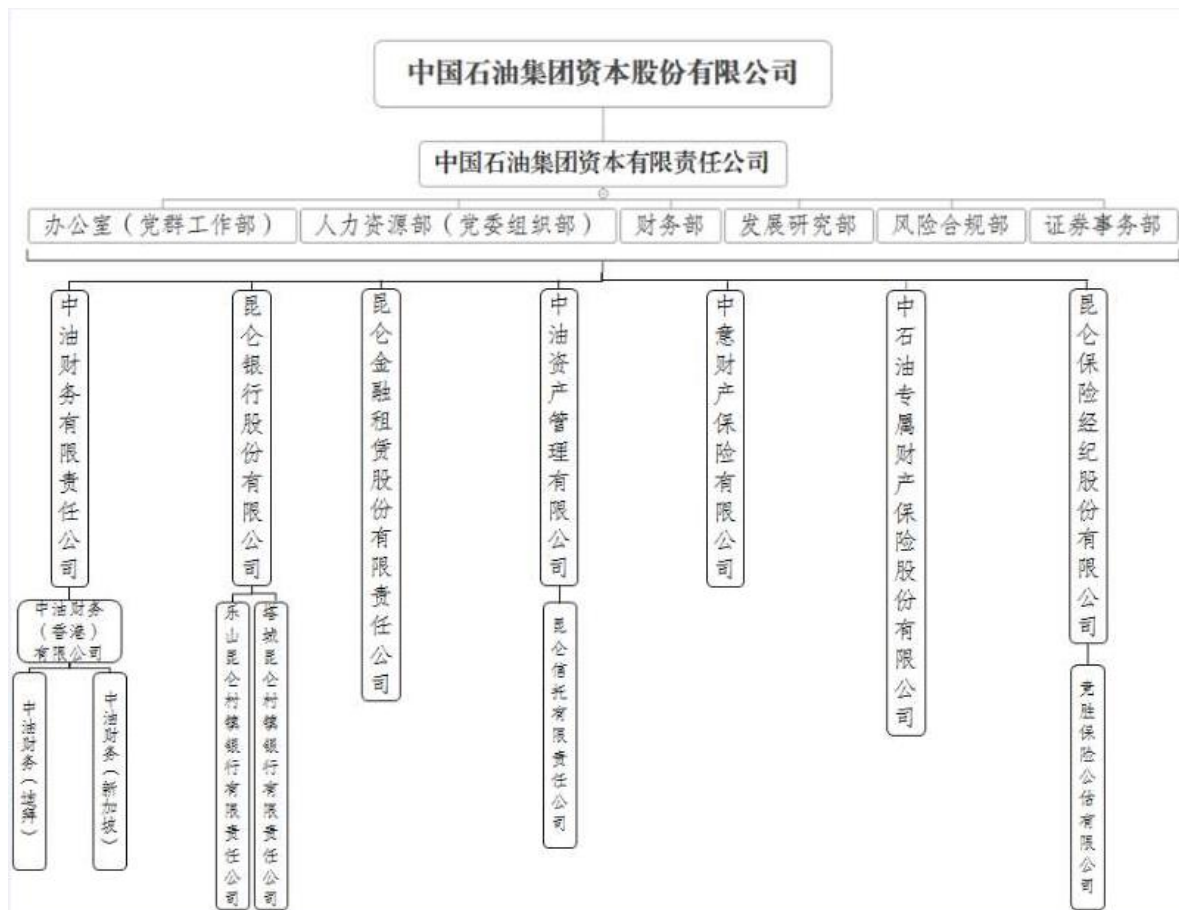 中国石油集团资本股份有限公司
中国石油集团资本有限责任公司
办公室（党群工作部）
人力资源部（党委组织部）
财务部
发展研究部
风险合规部
证券事务部
中油财务有限责任公司
昆仑银行股份有限公司
昆仑金融租赁股份有限责任公司
中油资产管理有限公司
中意财产保险有限公司
中石油专属财产保险股份有限公司
昆仑保险经纪股份有限公司
中油财务
（香港）
有限公司
乐山昆仑村镇银行有限责任公司
塔城昆仑村镇银行有限责任公司
昆仑信托有限责任公司
竞胜保险公估有限公司
中油财务（迪拜）
中油财务（新加坡）